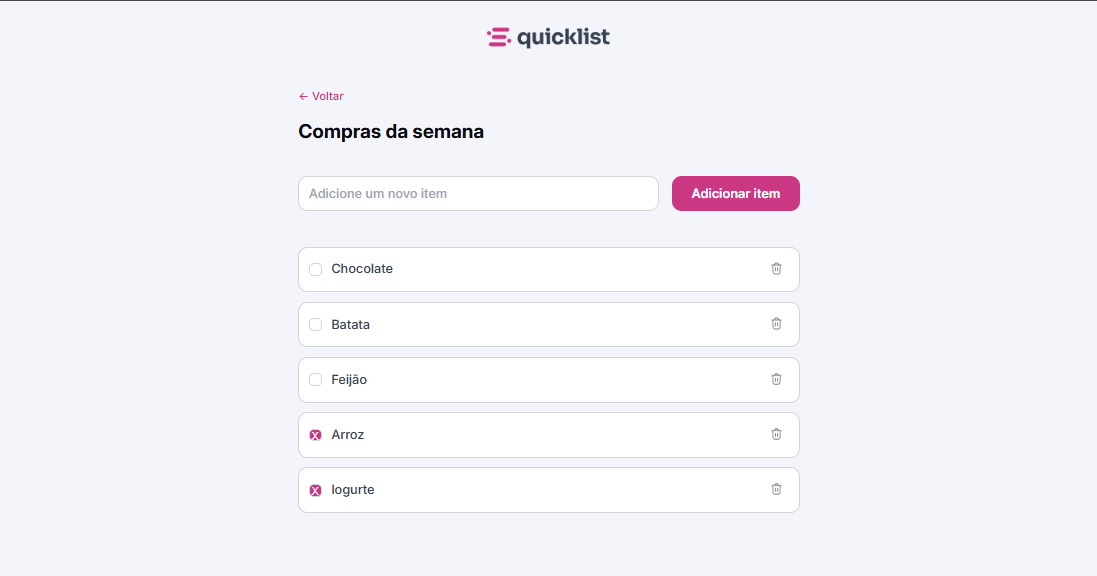 quicklist
← Voltar
Compras da semana
Adicione um novo item
Adicionar item
Chocolate
Batata
Feijão
Arroz
Iogurte